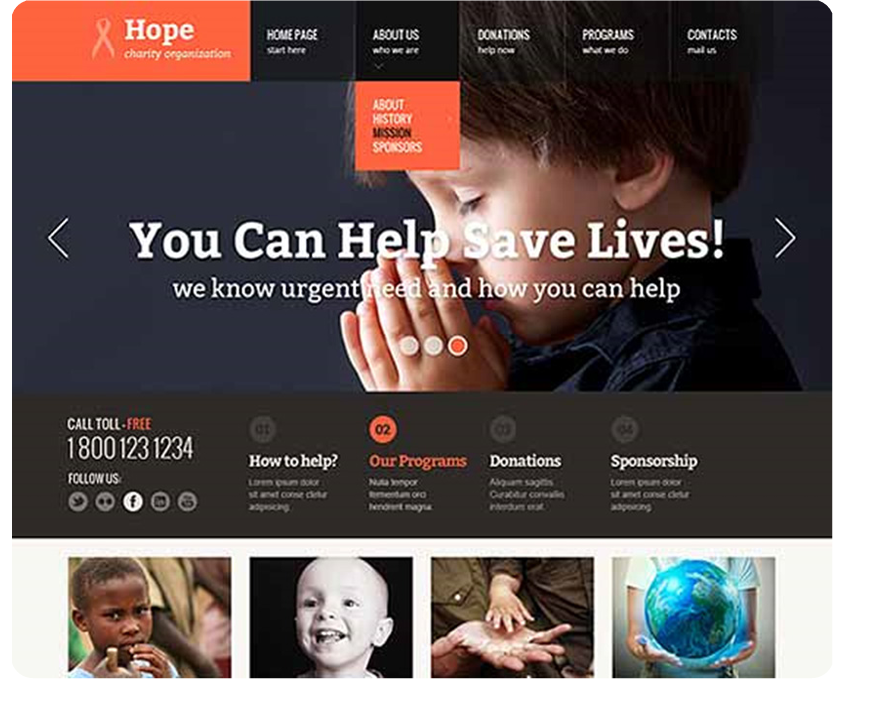 Hope
charity organization
HOME PAGE
start here
ABOUT US
who we are
DONATIONS
help now
PROGRAMS
what we do
CONTACTS
mail us
ABOUT
HISTORY
MISSION
SPONSORS
You Can Help Save Lives!
we know urgent need and how you can help
CALL TOLL-FREE
1 800 123 1234
FOLLOW US:
01
How to help?
Lorem ipsum dolor
sit amet conse ctetur
adipisicing
02
Our Programs
Nulla tempor
fermentum orci
hendrerit magna
03
Donations
Aliquam sagittis
Curabitur convallis
interdum erat
04
Sponsorship
Lorem ipsum dolor
sit amet conse ctetur
adipisicing